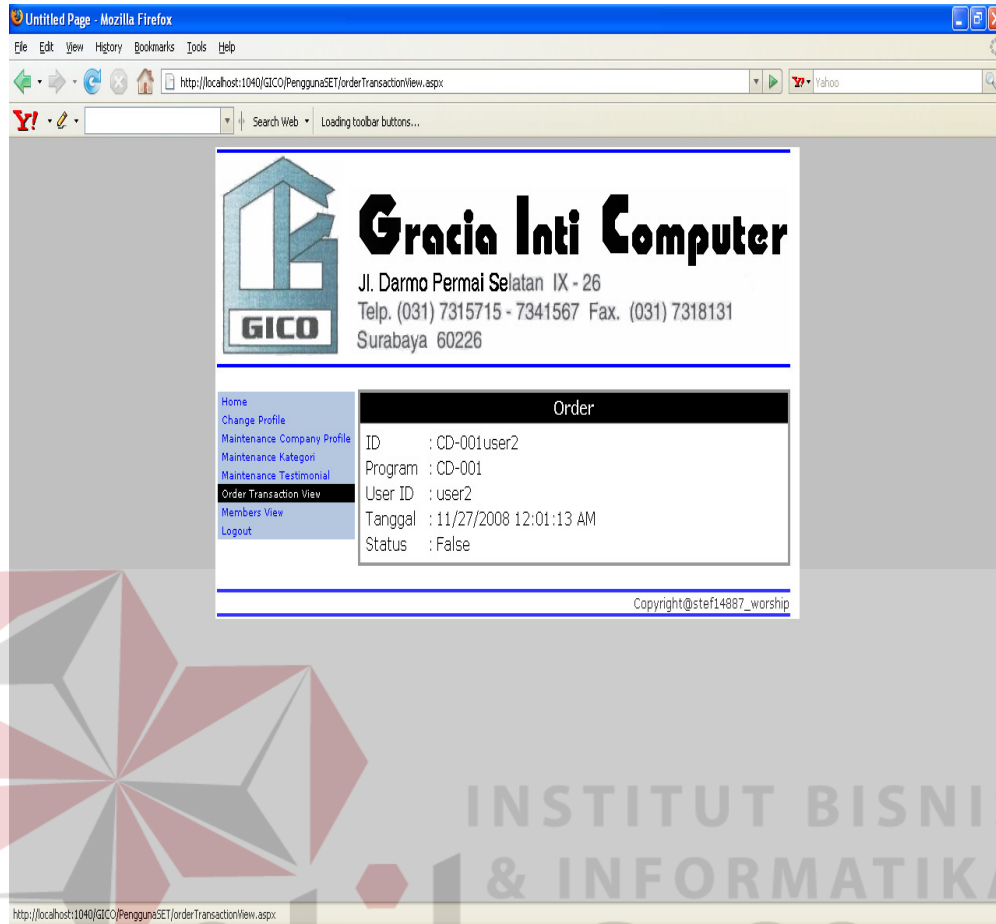 Untitled Page - Mozilla Firefox
File Edit View History Bookmarks Tools Help
http://localhost:1040/GICO/PenggunaSET/orderTransactionView.aspx
Yahoo
Y! Search Web Loading toolbar buttons...
Gracia Inti Computer
Jl. Darmo Permai Selatan IX - 26
Telp. (031) 7315715 - 7341567 Fax. (031) 7318131
Surabaya 60226
GICO
Home
Change Profile
Maintenance Company Profile
Maintenance Kategori
Maintenance Testimonial
Order Transaction View
Members View
Logout
Order
ID : CD-001user2
Program : CD-001
User ID : user2
Tanggal : 11/27/2008 12:01:13 AM
Status : False
Copyright@stef14887_worship
INSTITUT BISNI
& INFORMATIKA
http://localhost:1040/GICO/PenggunaSET/orderTransactionView.aspx